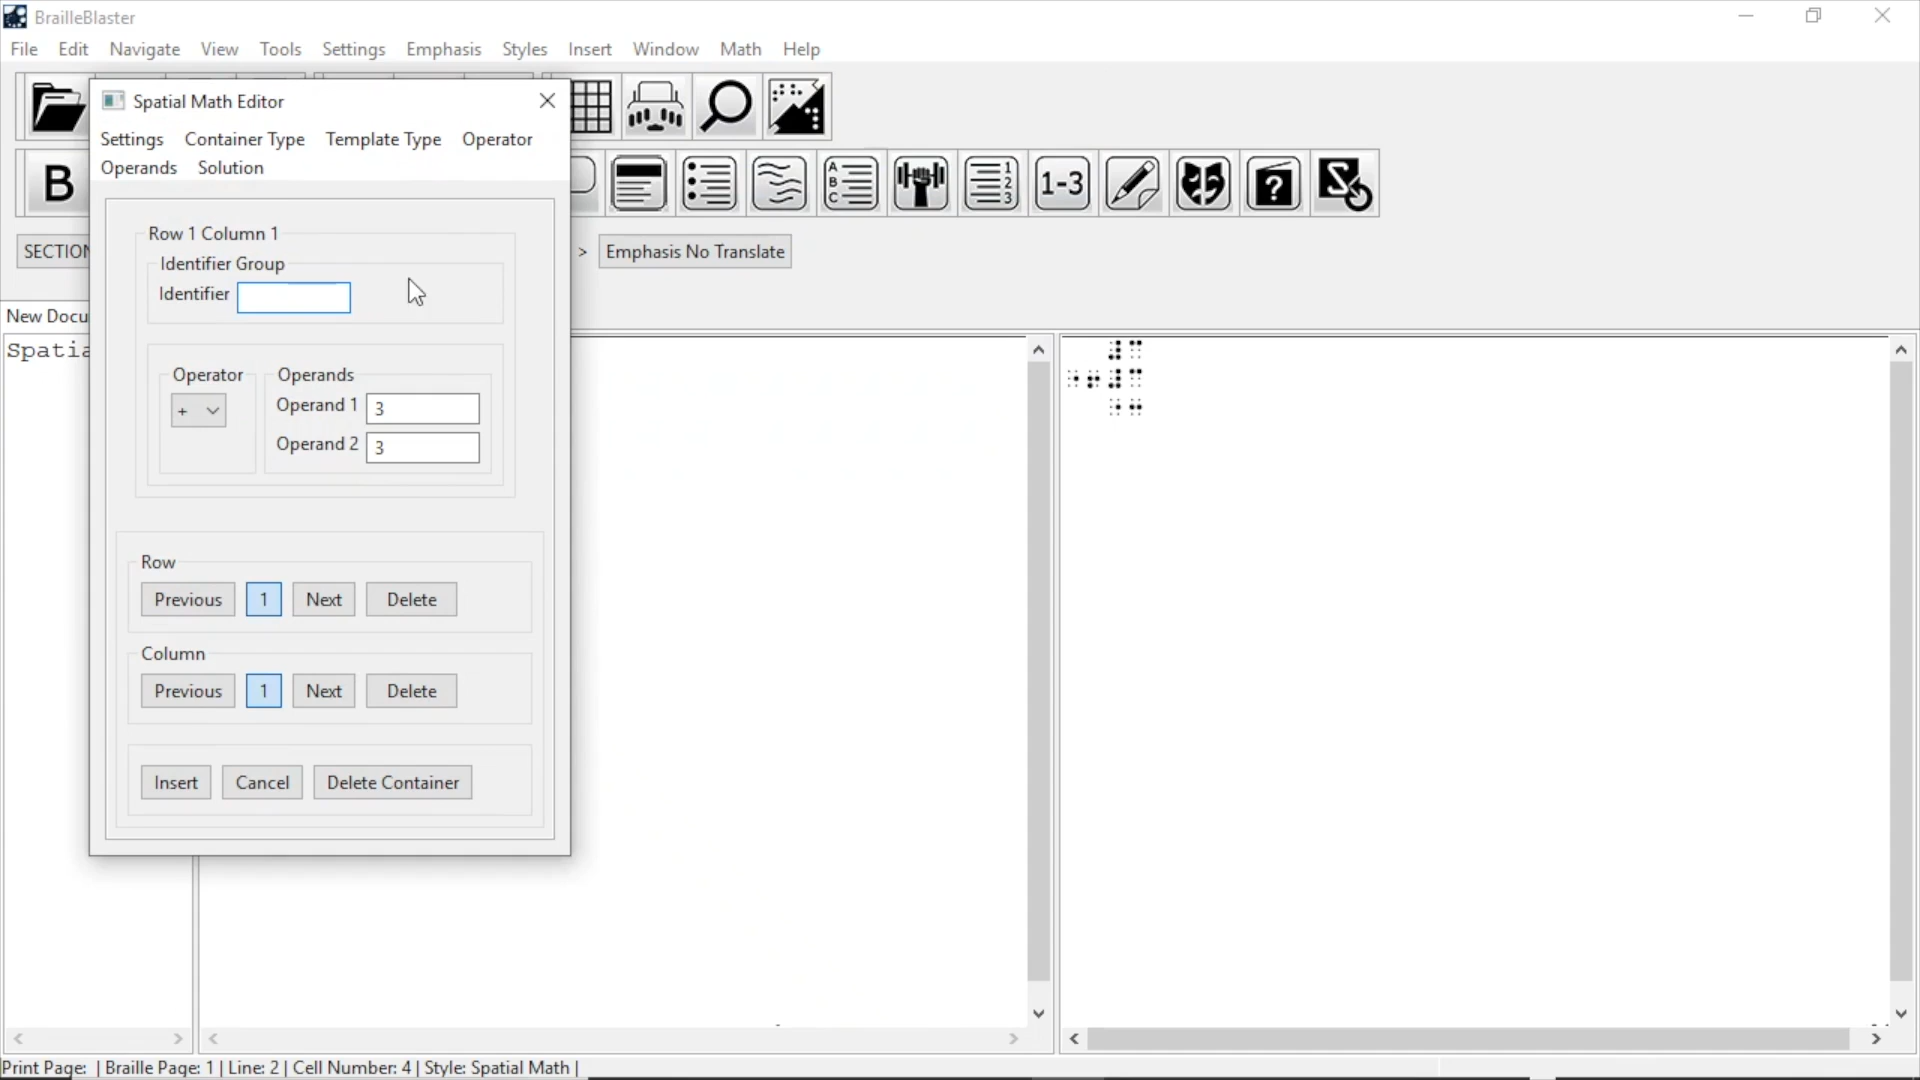 BrailleBlaster
File Edit Navigate View Tools Settings Emphasis Styles Insert Window Math Help
Spatial Math Editor
Settings Container Type Template Type Operator
Operands Solution
B
A
B
C
1
2
3
1-3
?
SECTION
> Emphasis No Translate
Row 1 Column 1
Identifier Group
Identifier
New Docu
Spatia
Operator Operands
+ Operand 1 3
Operand 2 3
⠼⠉
⠐⠖⠼⠉
⠐⠒
Row
Previous 1 Next Delete
Column
Previous 1 Next Delete
Insert Cancel Delete Container
Print Page: | Braille Page: 1 | Line: 2 | Cell Number: 4 | Style: Spatial Math |